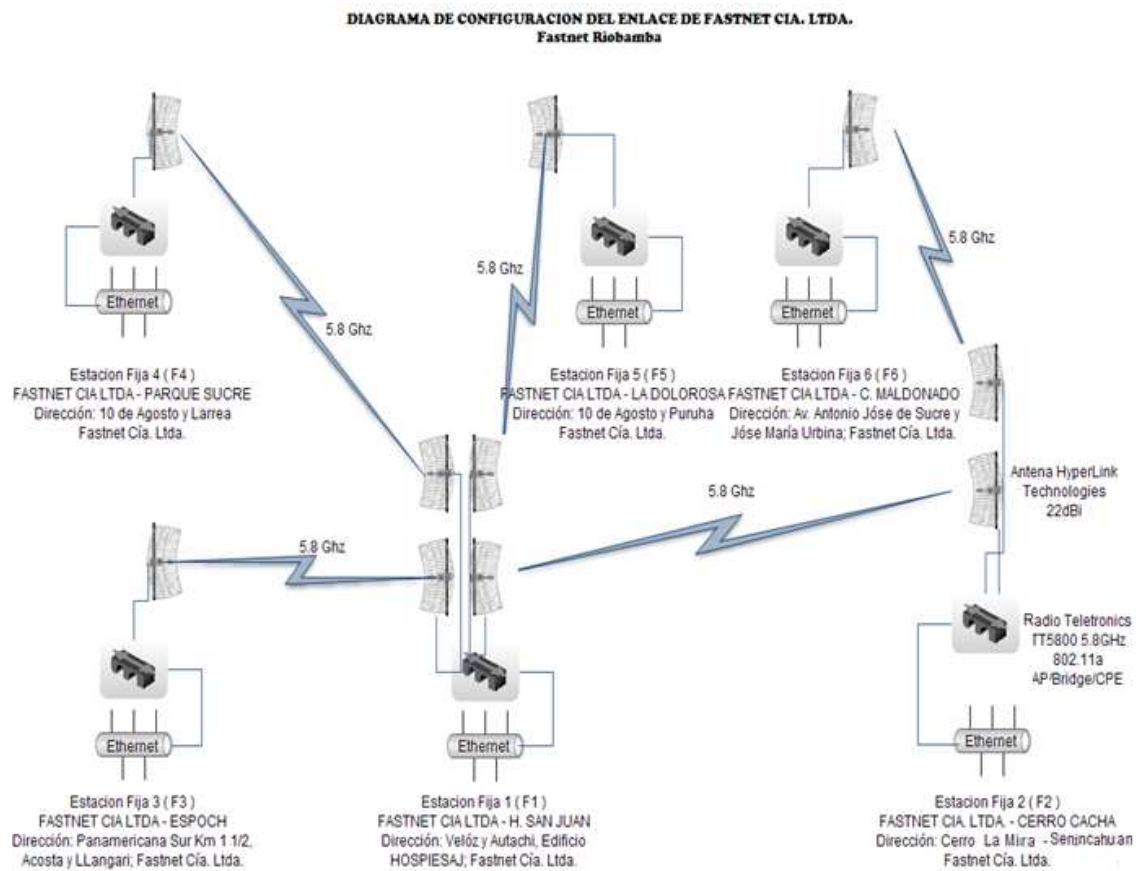 DIAGRAMA DE CONFIGURACION DEL ENLACE DE FASTNET CIA. LTDA.
Fastnet Riobamba
5.8 Ghz
5.8 Ghz
5.8 Ghz
Ethernet
Ethernet
Ethernet
Estacion Fija 4 ( F4 )
FASTNET CIA LTDA - PARQUE SUCRE
Dirección: 10 de Agosto y Larrea
Fastnet Cía. Ltda.
Estacion Fija 5 ( F5 )
FASTNET CIA LTDA - LA DOLOROSA
Dirección: 10 de Agosto y Puruha
Fastnet Cía. Ltda.
Estacion Fija 6 ( F6 )
FASTNET CIA LTDA - C. MALDONADO
Dirección: Av. Antonio Jóse de Sucre y
Jóse María Urbina; Fastnet Cía. Ltda.
Antena HyperLink
Technologies
22dBi
5.8 Ghz
5.8 Ghz
Radio Teletronics
TT5800 5.8GHz
802.11a
AP/Bridge/CPE
Ethernet
Ethernet
Ethernet
Estacion Fija 3 ( F3 )
FASTNET CIA LTDA - ESPOCH
Dirección: Panamericana Sur Km 1 1/2,
Acosta y LLangari; Fastnet Cía. Ltda.
Estacion Fija 1 ( F1 )
FASTNET CIA LTDA - H. SAN JUAN
Dirección: Velóz y Autachi, Edificio
HOSPIESAJ; Fastnet Cía. Ltda.
Estacion Fija 2 ( F2 )
FASTNET CIA. LTDA. - CERRO CACHA
Dirección: Cerro La Mira - Senincahuan
Fastnet Cía. Ltda.